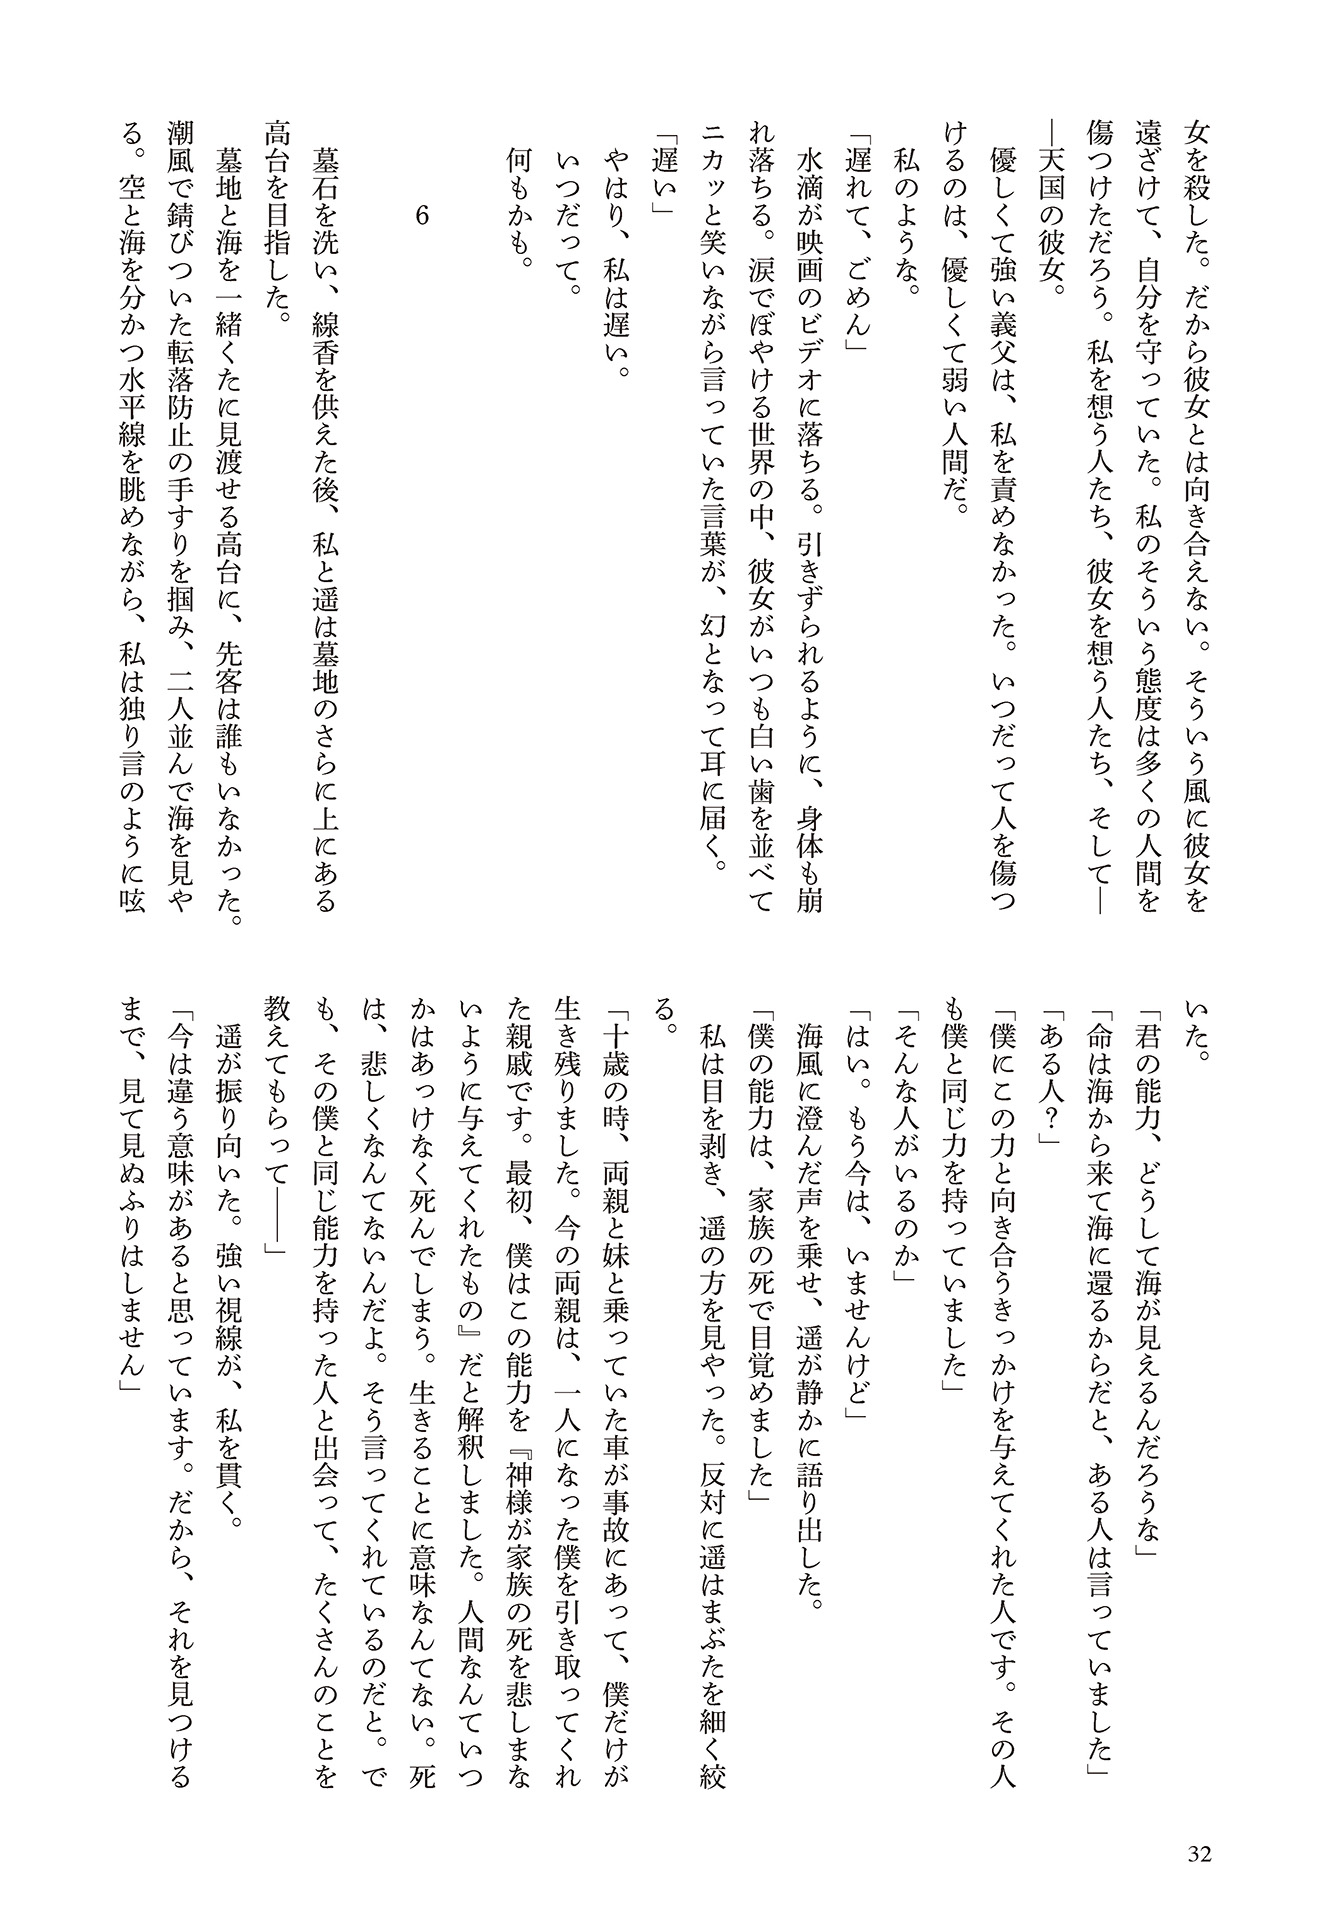 女を殺した。だから彼女とは向き合えない。そういう風に彼女を
遠ざけて、自分を守っていた。私のそういう態度は多くの人間を
傷つけただろう。私を想う人たち、彼女を想う人たち、そして―
―天国の彼女。
優しくて強い義父は、私を責めなかった。いつだって人を傷つ
けるのは、優しくて弱い人間だ。
私のような。
「遅れて、ごめん」
水滴が映画のビデオに落ちる。引きずられるように、身体も崩
れ落ちる。涙でぼやける世界の中、彼女がいつも白い歯を並べて
ニカッと笑いながら言っていた言葉が、幻となって耳に届く。
「遅い」
やはり、私は遅い。
いつだって。
何もかも。
6
墓石を洗い、線香を供えた後、私と遥は墓地のさらに上にある
高台を目指した。
墓地と海を一緒くたに見渡せる高台に、先客は誰もいなかった。
潮風で錆びついた転落防止の手すりを掴み、二人並んで海を見や
る。空と海を分かつ水平線を眺めながら、私は独り言のように呟
いた。
「君の能力、どうして海が見えるんだろうな」
「命は海から来て海に還るからだと、ある人は言っていました」
「ある人？」
「僕にこの力と向き合うきっかけを与えてくれた人です。その人
も僕と同じ力を持っていました」
「そんな人がいるのか」
「はい。もう今は、いませんけど」
海風に澄んだ声を乗せ、遥が静かに語り出した。
「僕の能力は、家族の死で目覚めました」
私は目を剥き、遥の方を見やった。反対に遥はまぶたを細く絞
る。
「十歳の時、両親と妹と乗っていた車が事故にあって、僕だけが
生き残りました。今の両親は、一人になった僕を引き取ってくれ
た親戚です。最初、僕はこの能力を『神様が家族の死を悲しまな
いように与えてくれたもの』だと解釈しました。人間なんていつ
かはあっけなく死んでしまう。生きることに意味なんてない。死
は、悲しくなんてないんだよ。そう言ってくれているのだと。で
も、その僕と同じ能力を持った人と出会って、たくさんのことを
教えてもらって――」
遥が振り向いた。強い視線が、私を貫く。
「今は違う意味があると思っています。だから、それを見つける
まで、見て見ぬふりはしません」
32